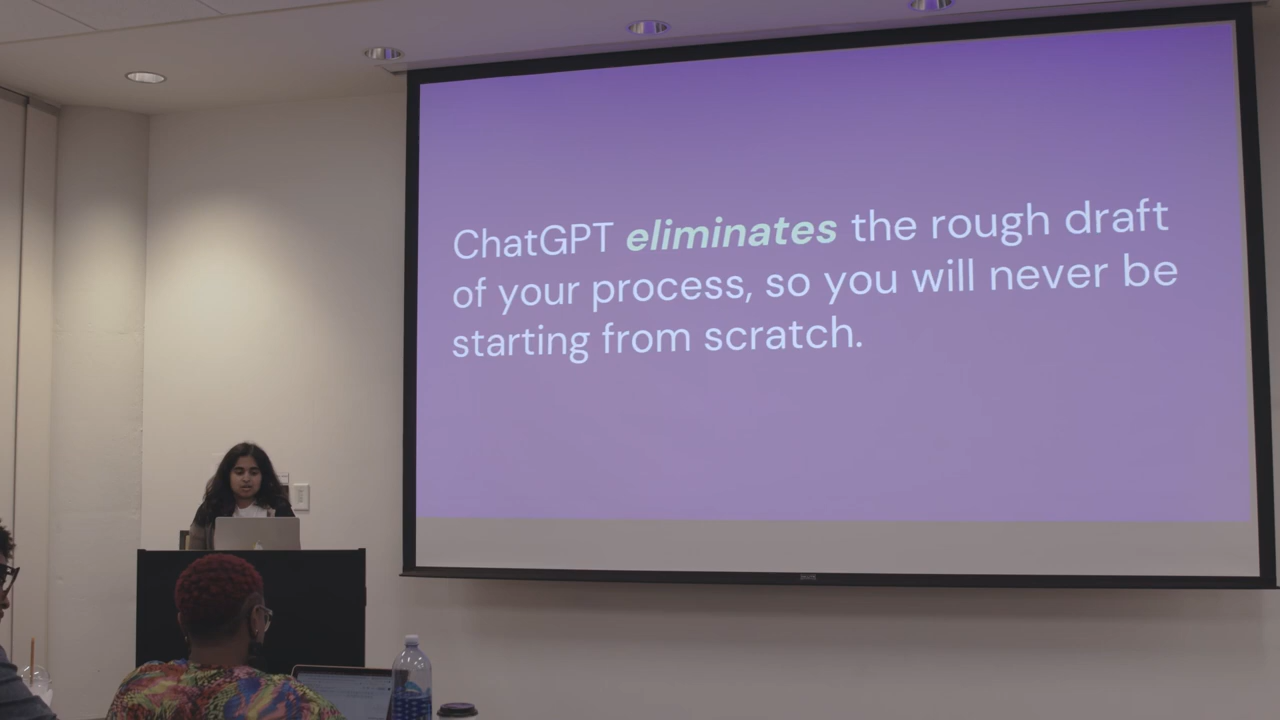 ChatGPT eliminates the rough draft
of your process, so you will never be
starting from scratch.